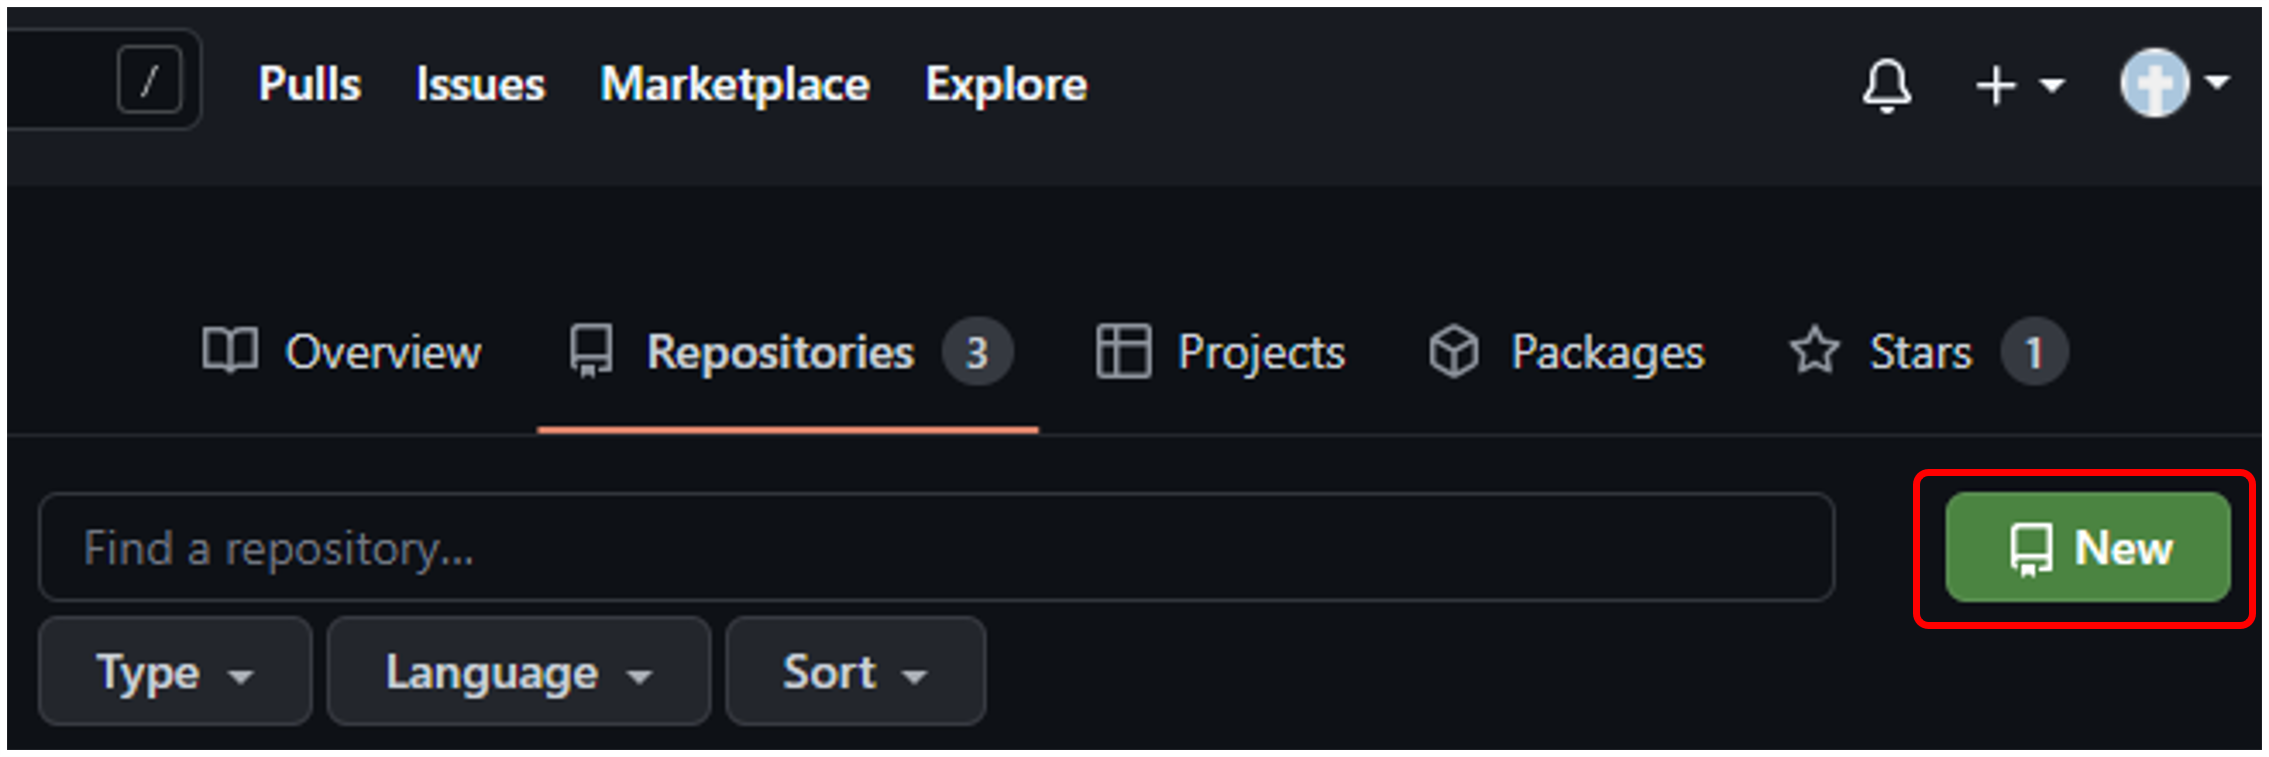 / Pulls Issues Marketplace Explore
Overview Repositories 3 Projects Packages Stars 1
Find a repository... New
Type Language Sort